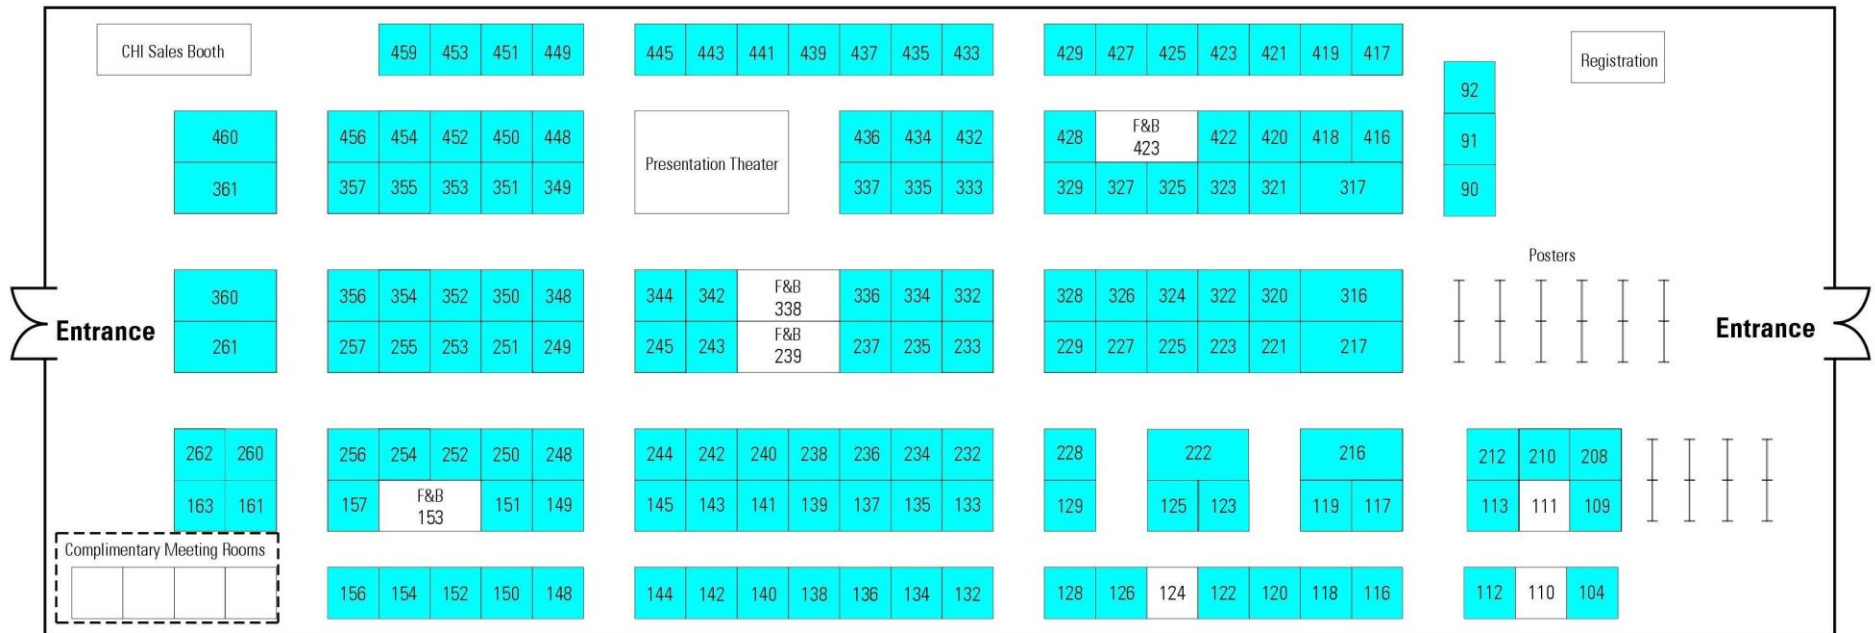 CHI Sales Booth
459 453 451 449
445 443 441 439 437 435 433
429 427 425 423 421 419 417
Registration
92
91
90
460
361
456 454 452 450 448
357 355 353 351 349
Presentation Theater
436 434 432
337 335 333
428 F&B 422 420 418 416
423
329 327 325 323 321 317
Posters
Entrance
360
261
356 354 352 350 348
257 255 253 251 249
344 342 F&B 336 334 332
338
245 243 F&B 237 235 233
239
328 326 324 322 320 316
229 227 225 223 221 217
Entrance
262 260
163 161
256 254 252 250 248
157 F&B 151 149
153
244 242 240 238 236 234 232
145 143 141 139 137 135 133
228 222 216
129 125 123 119 117
212 210 208
113 111 109
Complimentary Meeting Rooms
156 154 152 150 148
144 142 140 138 136 134 132
128 126 124 122 120 118 116
112 110 104